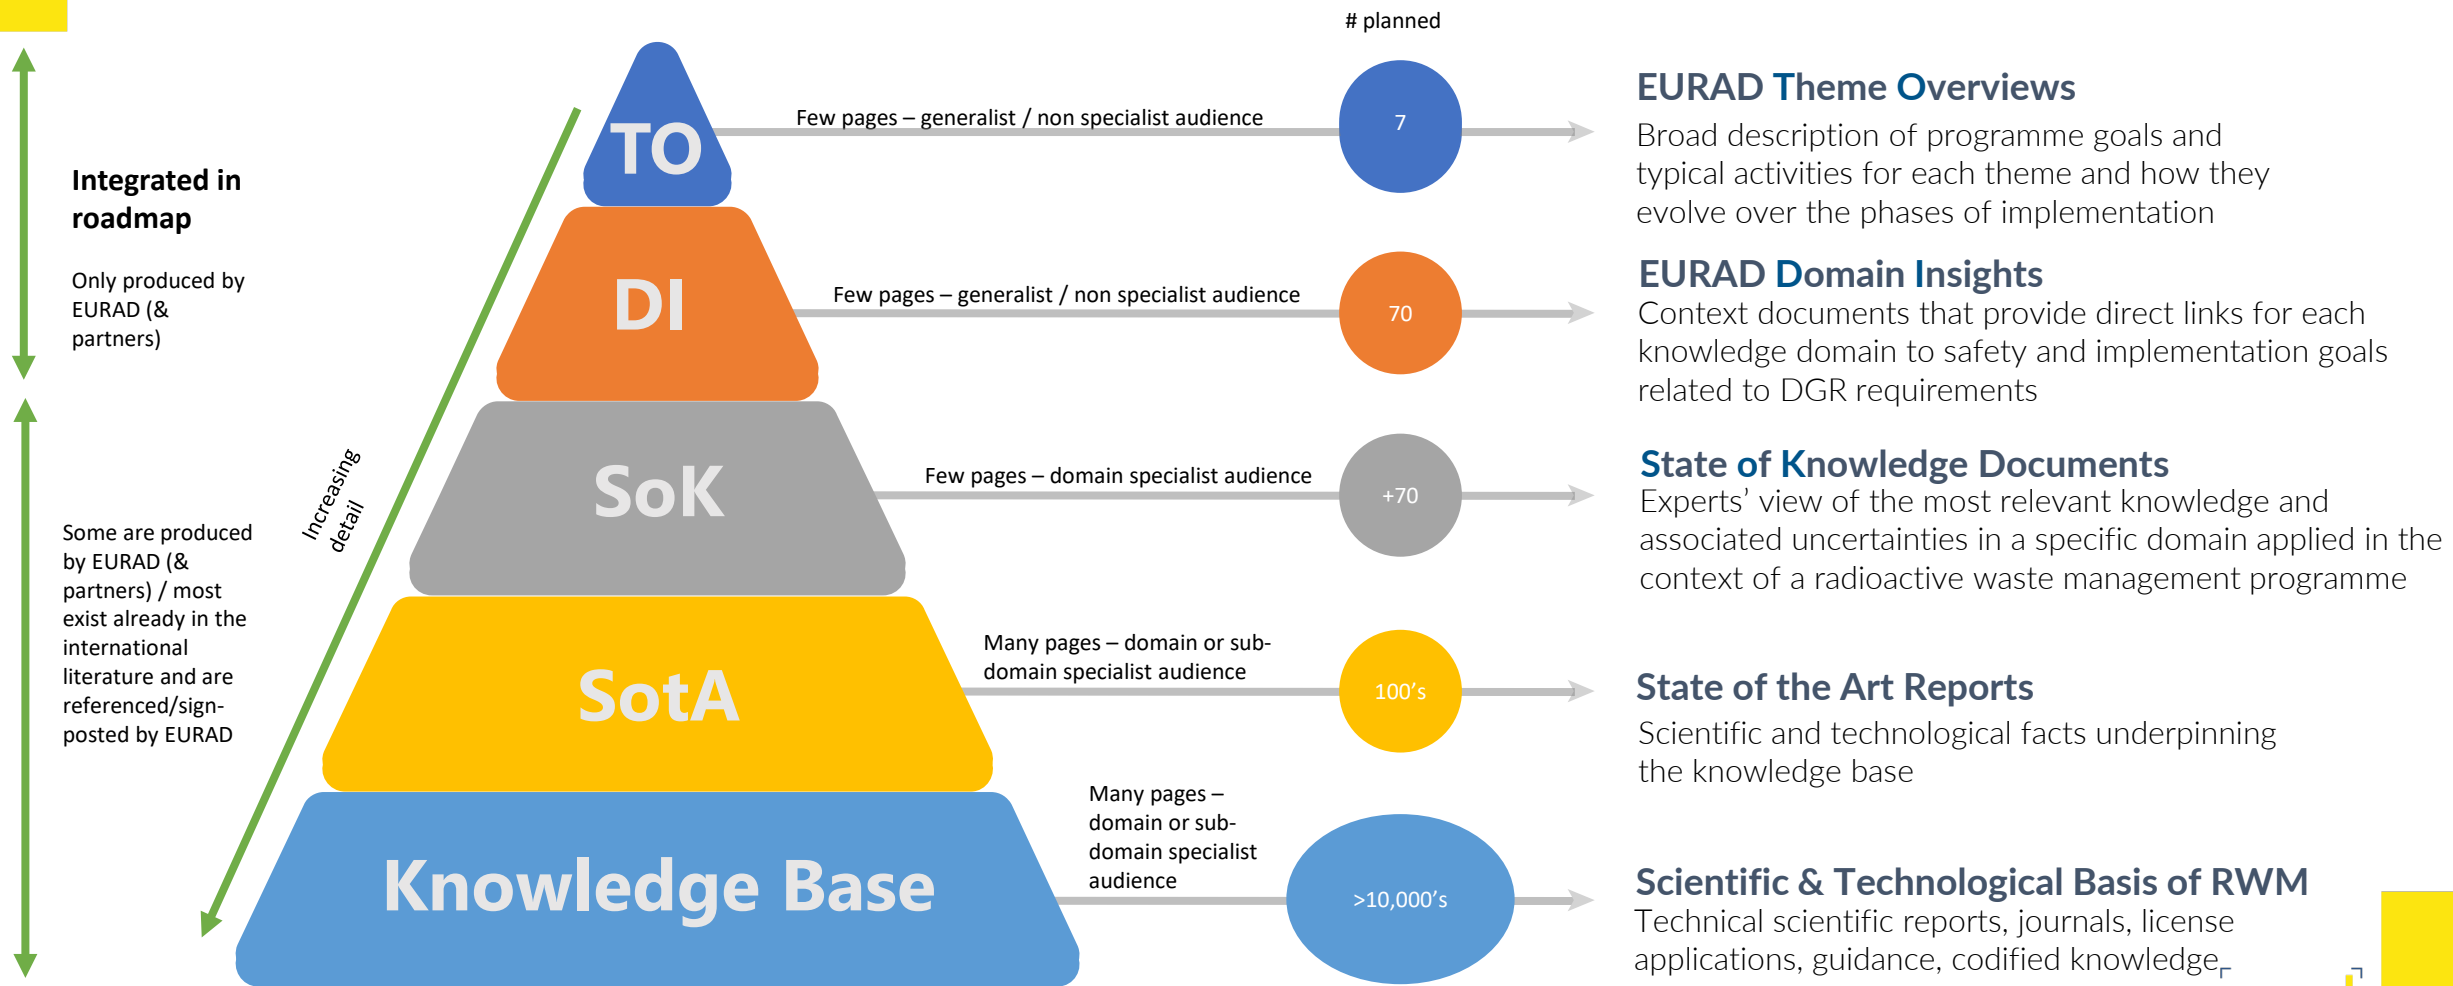 # planned
Integrated in
roadmap
Only produced by
EURAD (&
partners)
Some are produced
by EURAD (&
partners) / most
exist already in the
international
literature and are
referenced/sign-
posted by EURAD
Increasing
detail
TO
Few pages – generalist / non specialist audience
7
EURAD Theme Overviews
Broad description of programme goals and
typical activities for each theme and how they
evolve over the phases of implementation
DI
Few pages – generalist / non specialist audience
70
EURAD Domain Insights
Context documents that provide direct links for each
knowledge domain to safety and implementation goals
related to DGR requirements
SoK
Few pages – domain specialist audience
+70
State of Knowledge Documents
Experts’ view of the most relevant knowledge and
associated uncertainties in a specific domain applied in the
context of a radioactive waste management programme
SotA
Many pages – domain or sub-
domain specialist audience
100’s
State of the Art Reports
Scientific and technological facts underpinning
the knowledge base
Knowledge Base
Many pages –
domain or sub-
domain specialist
audience
>10,000’s
Scientific & Technological Basis of RWM
Technical scientific reports, journals, license
applications, guidance, codified knowledge